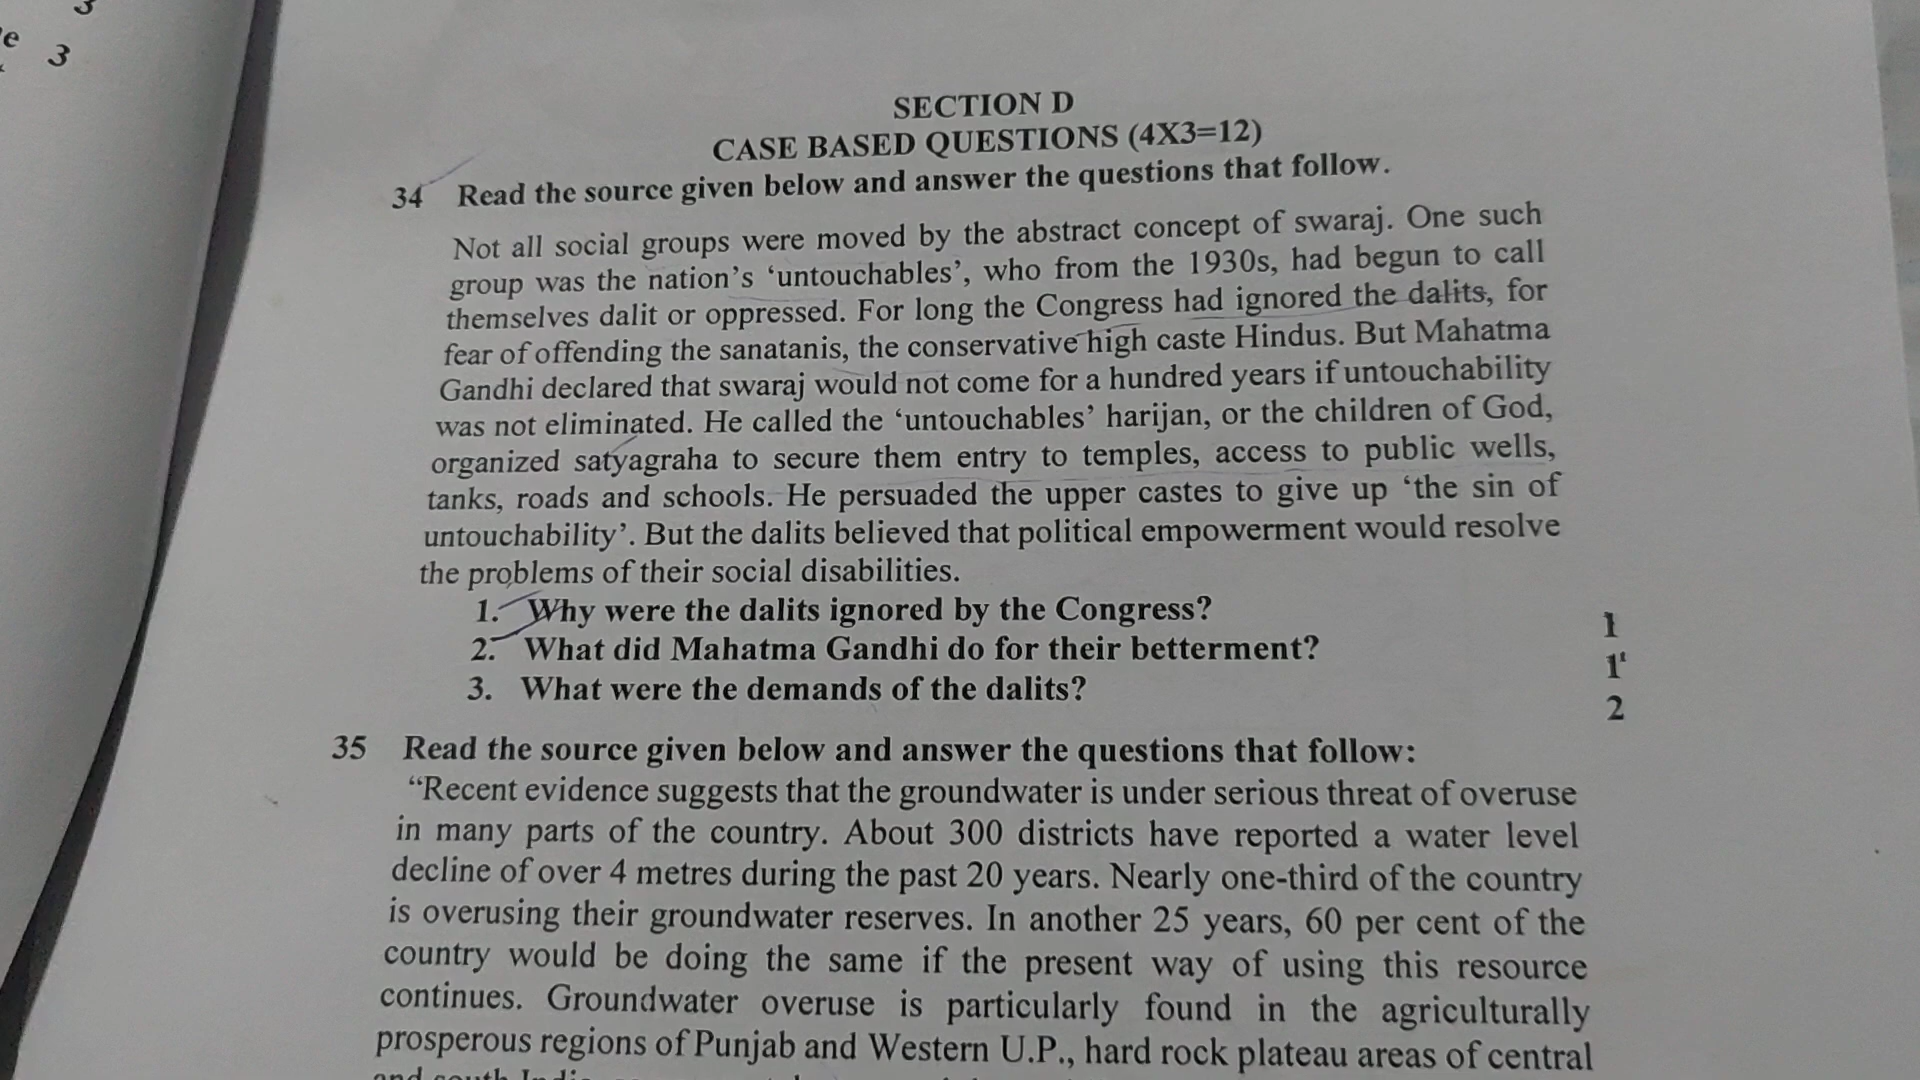 3
e 3
SECTION D
CASE BASED QUESTIONS (4X3=12)
34 Read the source given below and answer the questions that follow.
Not all social groups were moved by the abstract concept of swaraj. One such
group was the nation's ‘untouchables’, who from the 1930s, had begun to call
themselves dalit or oppressed. For long the Congress had ignored the dalits, for
fear of offending the sanatanis, the conservative high caste Hindus. But Mahatma
Gandhi declared that swaraj would not come for a hundred years if untouchability
was not eliminated. He called the ‘untouchables’ harijan, or the children of God,
organized satyagraha to secure them entry to temples, access to public wells,
tanks, roads and schools. He persuaded the upper castes to give up ‘the sin of
untouchability’. But the dalits believed that political empowerment would resolve
the problems of their social disabilities.
1. Why were the dalits ignored by the Congress? 1
2. What did Mahatma Gandhi do for their betterment? 1
3. What were the demands of the dalits? 2
35 Read the source given below and answer the questions that follow:
“Recent evidence suggests that the groundwater is under serious threat of overuse
in many parts of the country. About 300 districts have reported a water level
decline of over 4 metres during the past 20 years. Nearly one-third of the country
is overusing their groundwater reserves. In another 25 years, 60 per cent of the
country would be doing the same if the present way of using this resource
continues. Groundwater overuse is particularly found in the agriculturally
prosperous regions of Punjab and Western U.P., hard rock plateau areas of central
and south